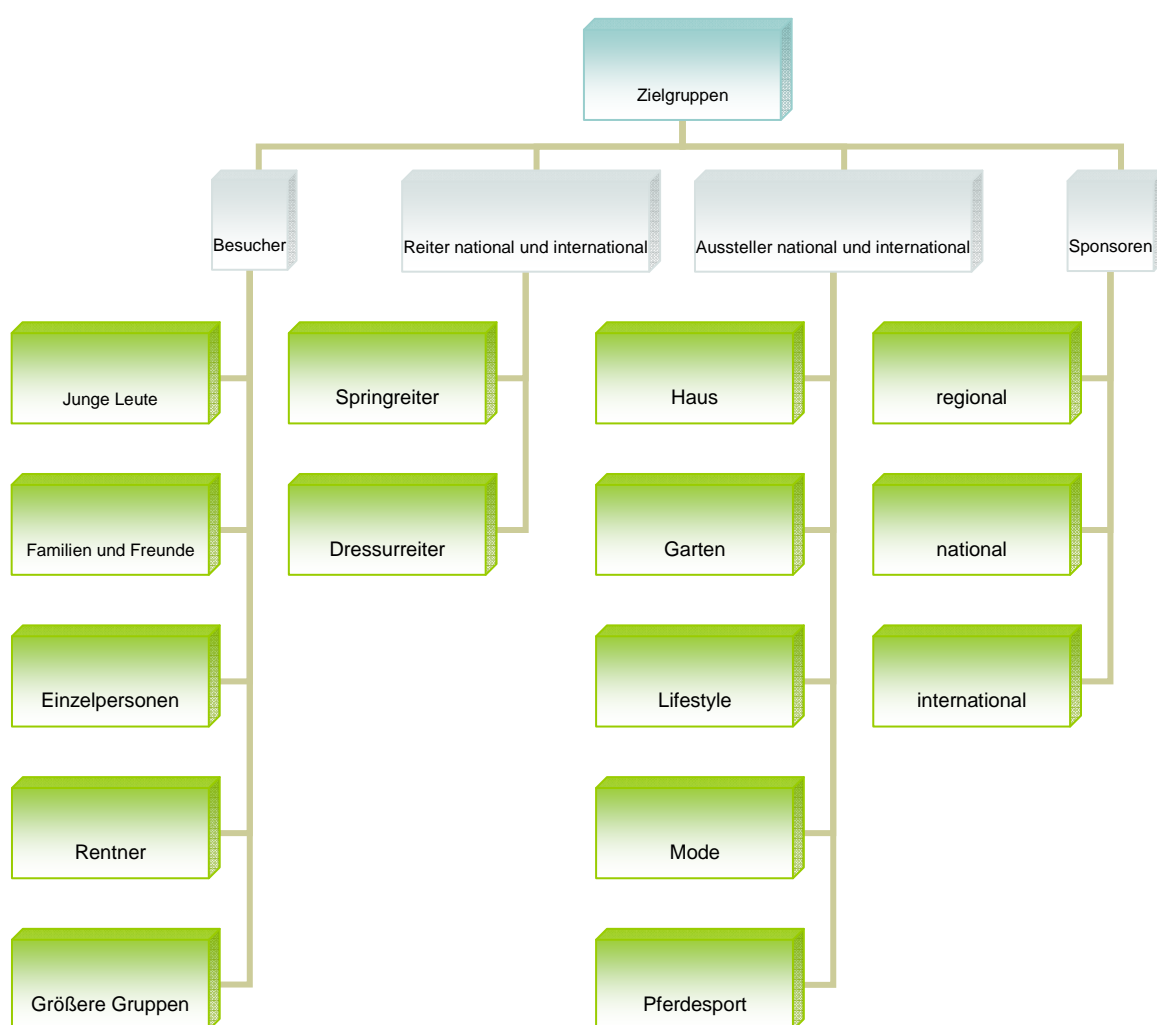 Zielgruppen
Besucher
Reiter national und international
Aussteller national und international
Sponsoren
Junge Leute
Springreiter
Haus
regional
Familien und Freunde
Dressurreiter
Garten
national
Einzelpersonen
Lifestyle
international
Rentner
Mode
Größere Gruppen
Pferdesport